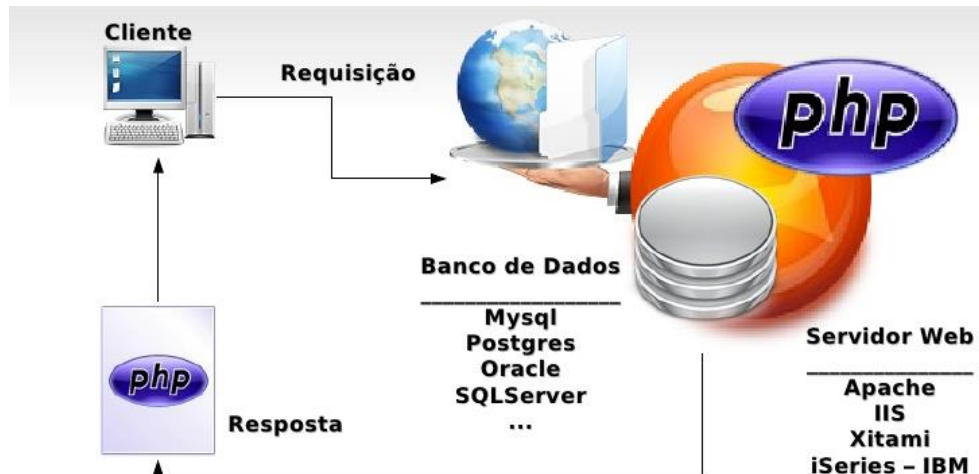 Cliente
Requisição
php
Banco de Dados
Mysql
Postgres
Oracle
SQLServer
...
Servidor Web
Apache
IIS
Xitami
iSeries – IBM
php
Resposta